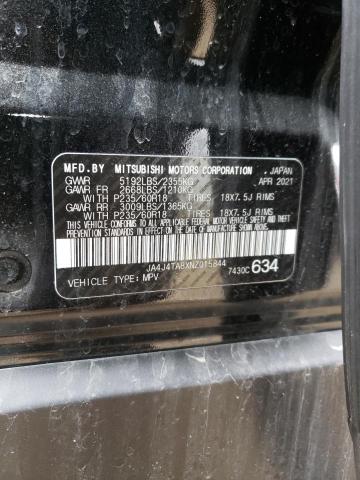 MFD.BY MITSUBISHI MOTORS CORPORATION, JAPAN
GVWR 5192LBS/2355KG APR 2021
GAWR FR 2668LBS/1210KG
WITH P235/60R18 TIRES 18X7.5J RIMS
GAWR RR 3009LBS/1365KG
WITH P235/60R18 TIRES 18X7.5J RIMS
THIS VEHICLE CONFORMS TO ALL APPLICABLE FEDERAL MOTOR
VEHICLE SAFETY, BUMPER, AND THEFT PREVENTION STANDARDS
IN EFFECT ON THE DATE OF MANUFACTURE SHOWN ABOVE.
JA4J4TA8XNZ015844
VEHICLE TYPE: MPV 7430C 634